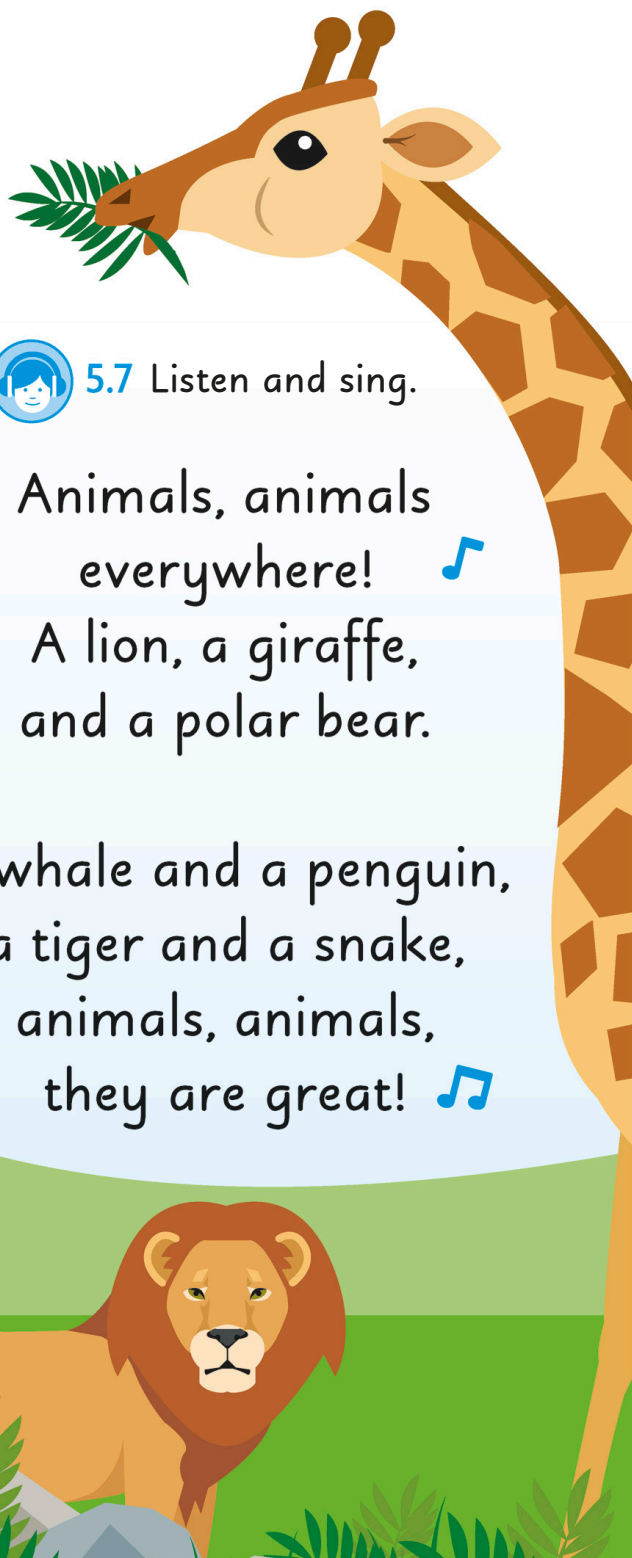 5.7 Listen and sing.
Animals, animals
everywhere!
A lion, a giraffe,
and a polar bear.
whale and a penguin,
a tiger and a snake,
animals, animals,
they are great!